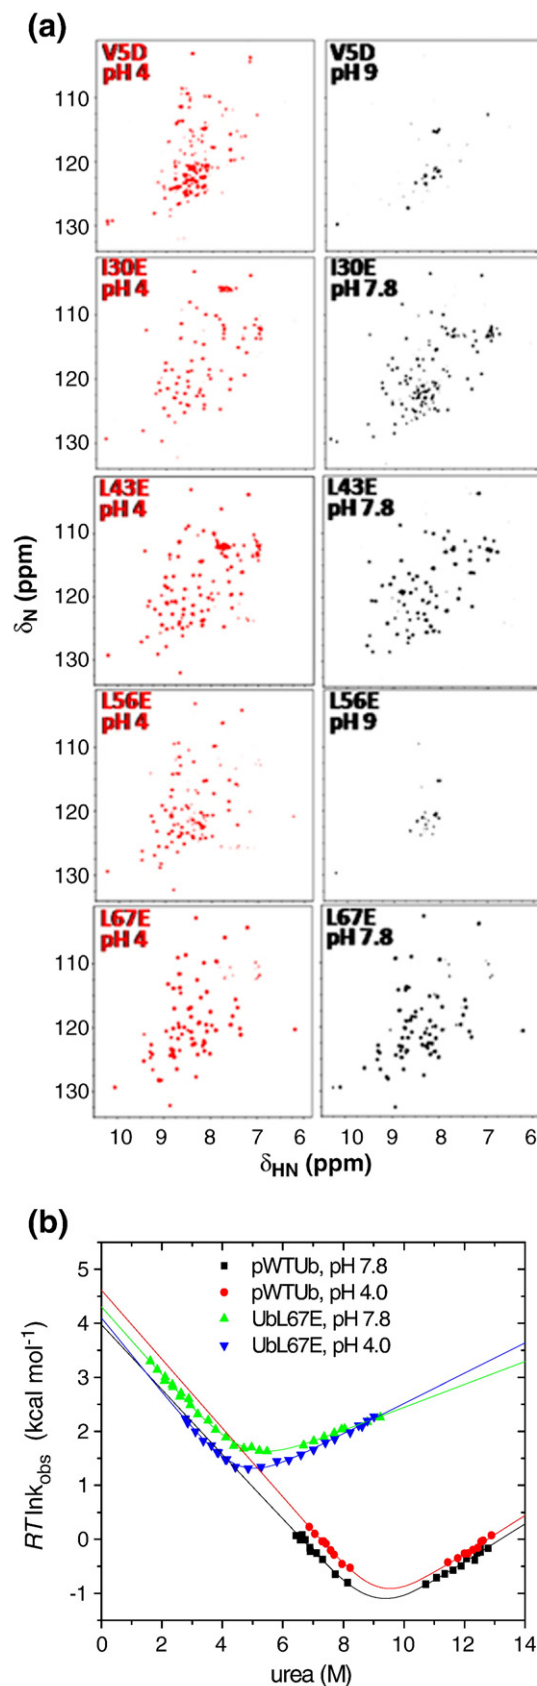 (a)
V5D
pH 4
V5D
pH 9
110
120
130
I30E
pH 4
I30E
pH 7.8
110
120
130
L43E
pH 4
L43E
pH 7.8
110
120
130
L56E
pH 4
L56E
pH 9
110
120
130
L67E
pH 4
L67E
pH 7.8
110
120
130
δN (ppm)
10 9 8 7 6 10 9 8 7 6
δHN (ppm)
(b)
pWTUb, pH 7.8
pWTUb, pH 4.0
UbL67E, pH 7.8
UbL67E, pH 4.0
5
4
3
2
1
0
-1
RTlnkobs (kcal mol⁻¹)
0 2 4 6 8 10 12 14
urea (M)